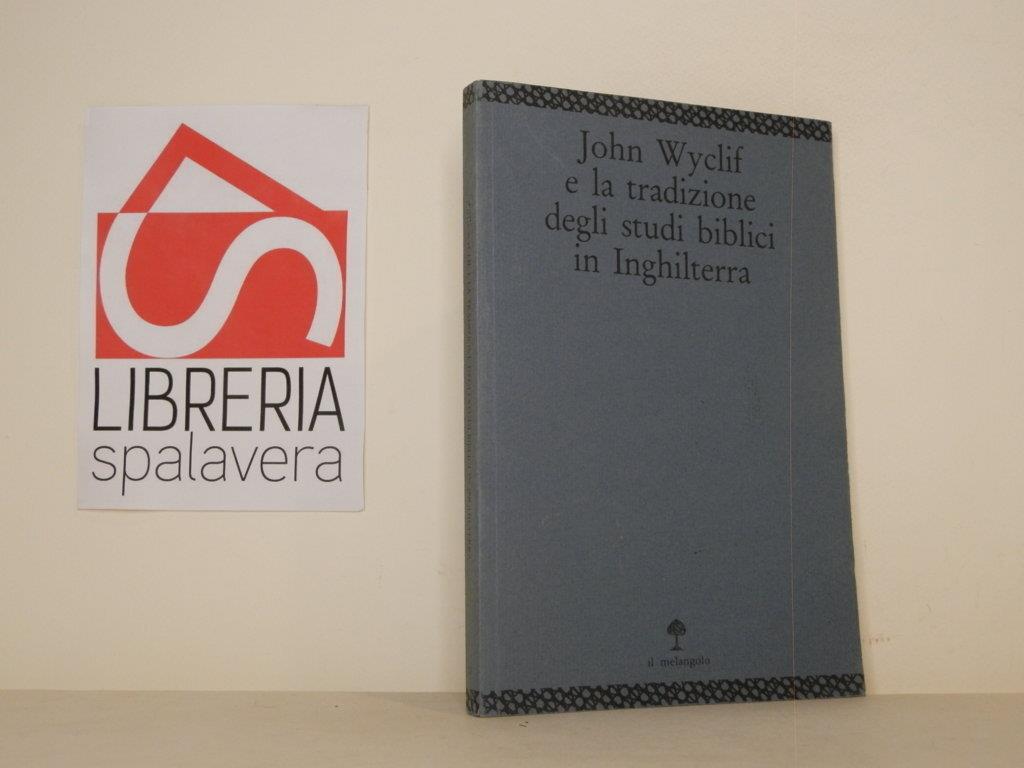 LIBRERIA
spalavera
John Wyclif
e la tradizione
degli studi biblici
in Inghilterra
il melangolo